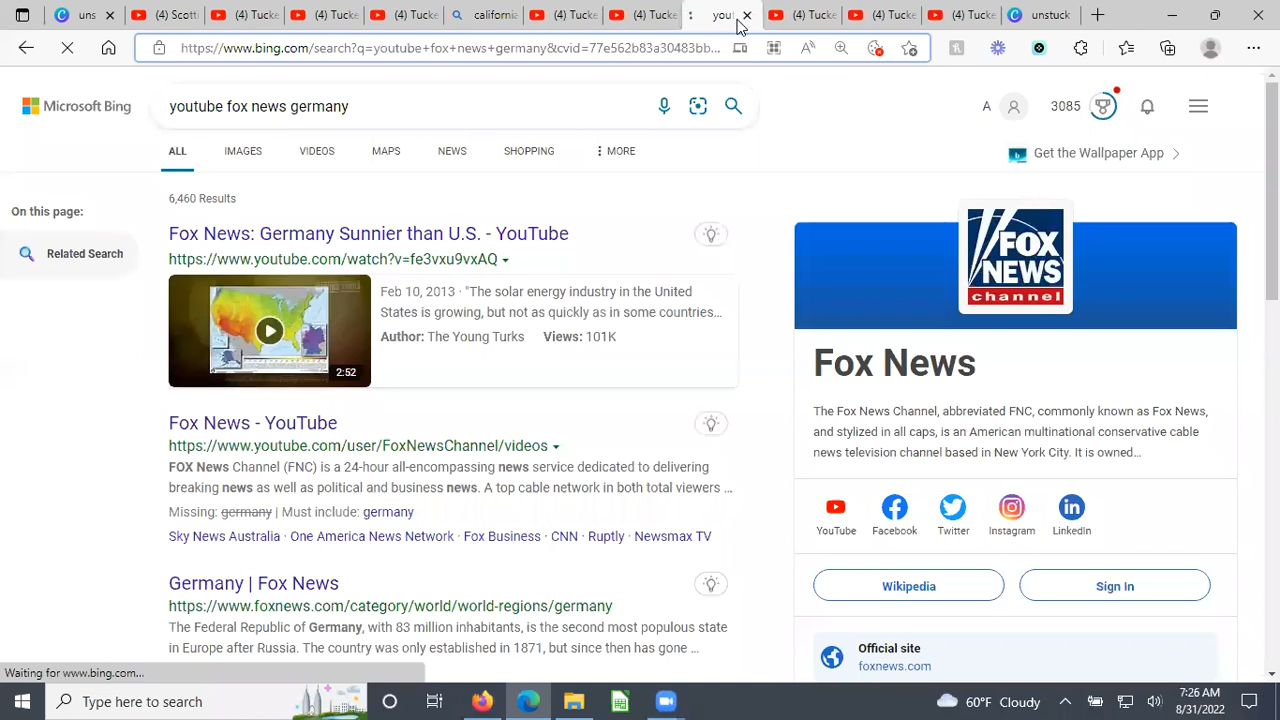 uns
(4) Scott
(4) Tucke
(4) Tucke
(4) Tucke
californi
(4) Tucke
(4) Tucke
yout
(4) Tucke
(4) Tucke
(4) Tucke
unstuck
https://www.bing.com/search?q=youtube+fox+news+germany&cvid=77e562b83a30483bb...
Microsoft Bing
youtube fox news germany
A
3085
ALL
IMAGES
VIDEOS
MAPS
NEWS
SHOPPING
MORE
Get the Wallpaper App
6,460 Results
On this page:
Related Search
Fox News: Germany Sunnier than U.S. - YouTube
https://www.youtube.com/watch?v=fe3vxu9vxAQ
Feb 10, 2013 · "The solar energy industry in the United
States is growing, but not as quickly as in some countries…
Author: The Young Turks Views: 101K
2:52
Fox News - YouTube
https://www.youtube.com/user/FoxNewsChannel/videos
FOX News Channel (FNC) is a 24-hour all-encompassing news service dedicated to delivering
breaking news as well as political and business news. A top cable network in both total viewers …
Missing: germany | Must include: germany
Sky News Australia · One America News Network · Fox Business · CNN · Ruptly · Newsmax TV
Germany | Fox News
https://www.foxnews.com/category/world/world-regions/germany
The Federal Republic of Germany, with 83 million inhabitants, is the second most populous state
in Europe after Russia. The country was only established in 1871, but since then has gone …
FOX
NEWS
channel
Fox News
The Fox News Channel, abbreviated FNC, commonly known as Fox News,
and stylized in all caps, is an American multinational conservative cable
news television channel based in New York City. It is owned…
YouTube
Facebook
Twitter
Instagram
LinkedIn
Wikipedia
Sign In
Official site
foxnews.com
Waiting for www.bing.com...
Type here to search
60°F Cloudy
7:26 AM
8/31/2022